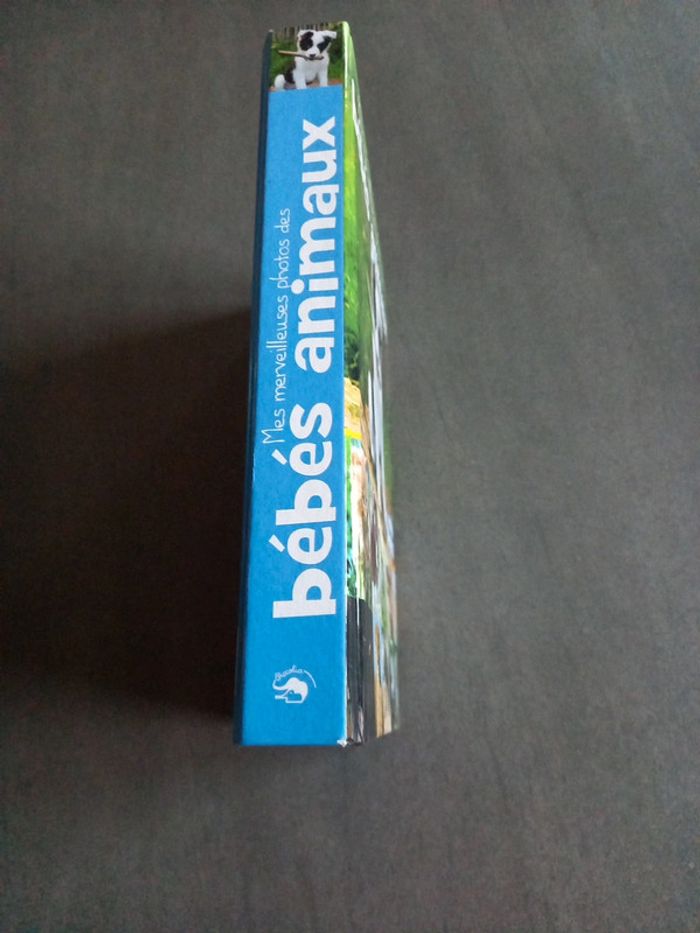 Mes merveilleuses photos des
bébés animaux